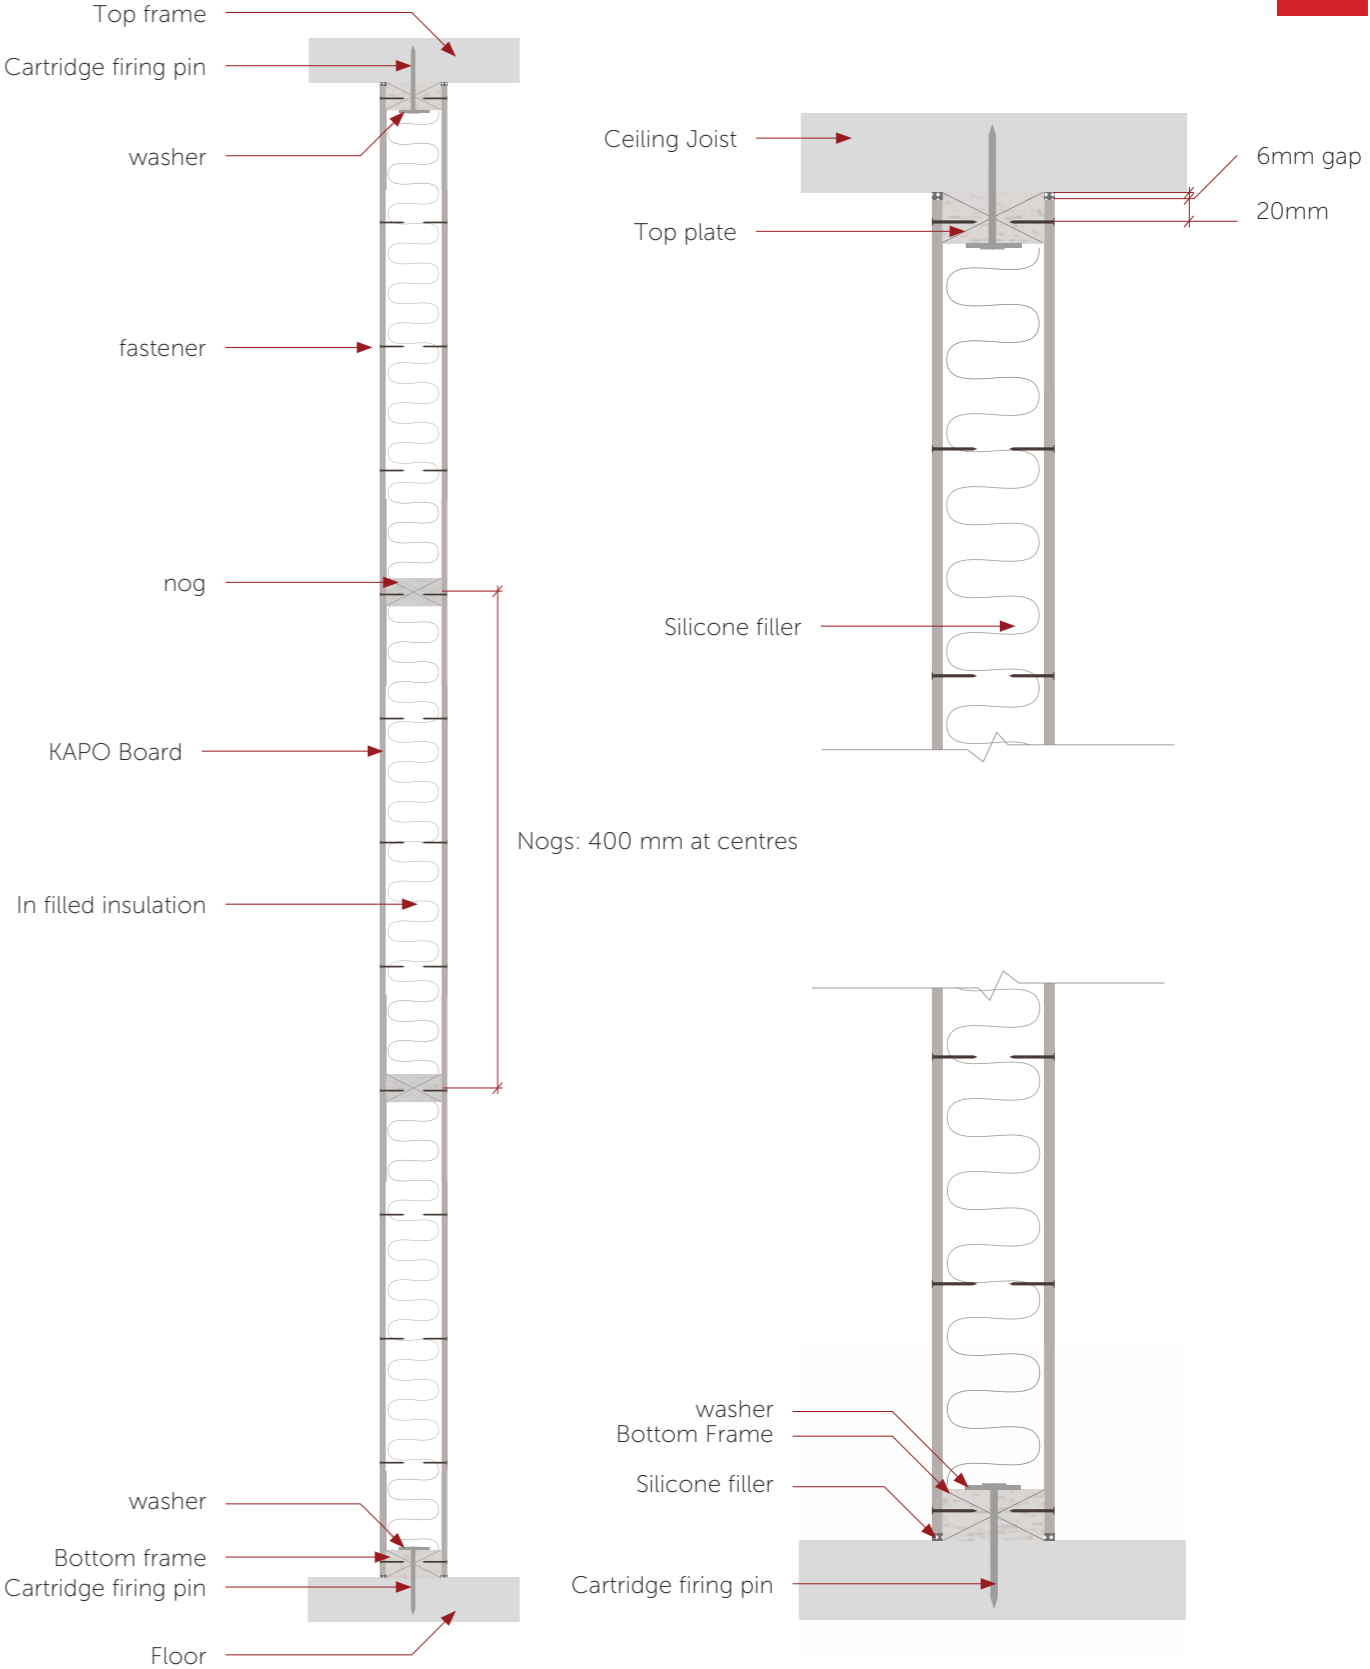 Top frame
Cartridge firing pin
washer
fastener
nog
KAPO Board
Nogs: 400 mm at centres
In filled insulation
washer
Bottom frame
Cartridge firing pin
Floor
Ceiling Joist
6mm gap
20mm
Top plate
Silicone filler
washer
Bottom Frame
Silicone filler
Cartridge firing pin